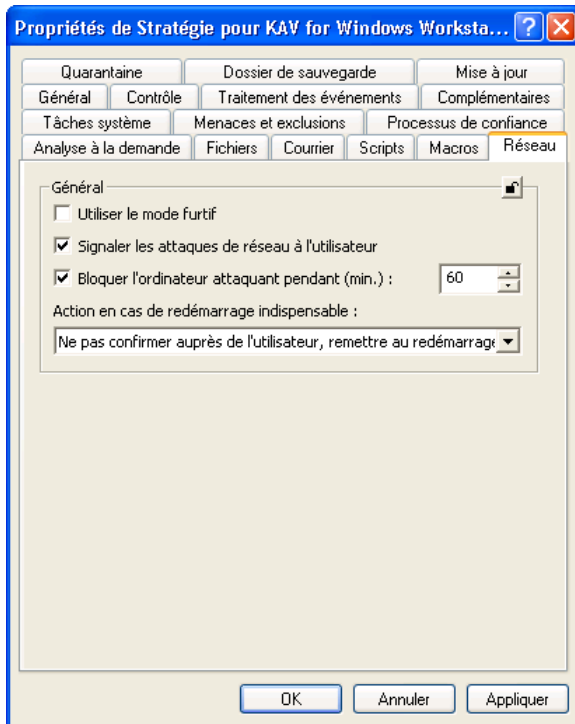 Propriétés de Stratégie pour KAV for Windows Worksta... ?
Quarantaine Dossier de sauvegarde Mise à jour
Général Contrôle Traitement des événements Complémentaires
Tâches système Menaces et exclusions Processus de confiance
Analyse à la demande Fichiers Courrier Scripts Macros Réseau
Général
Utiliser le mode furtif
Signaler les attaques de réseau à l'utilisateur
Bloquer l'ordinateur attaquant pendant (min.) : 60
Action en cas de redémarrage indispensable :
Ne pas confirmer auprès de l'utilisateur, remettre au redémarrage
OK Annuler Appliquer